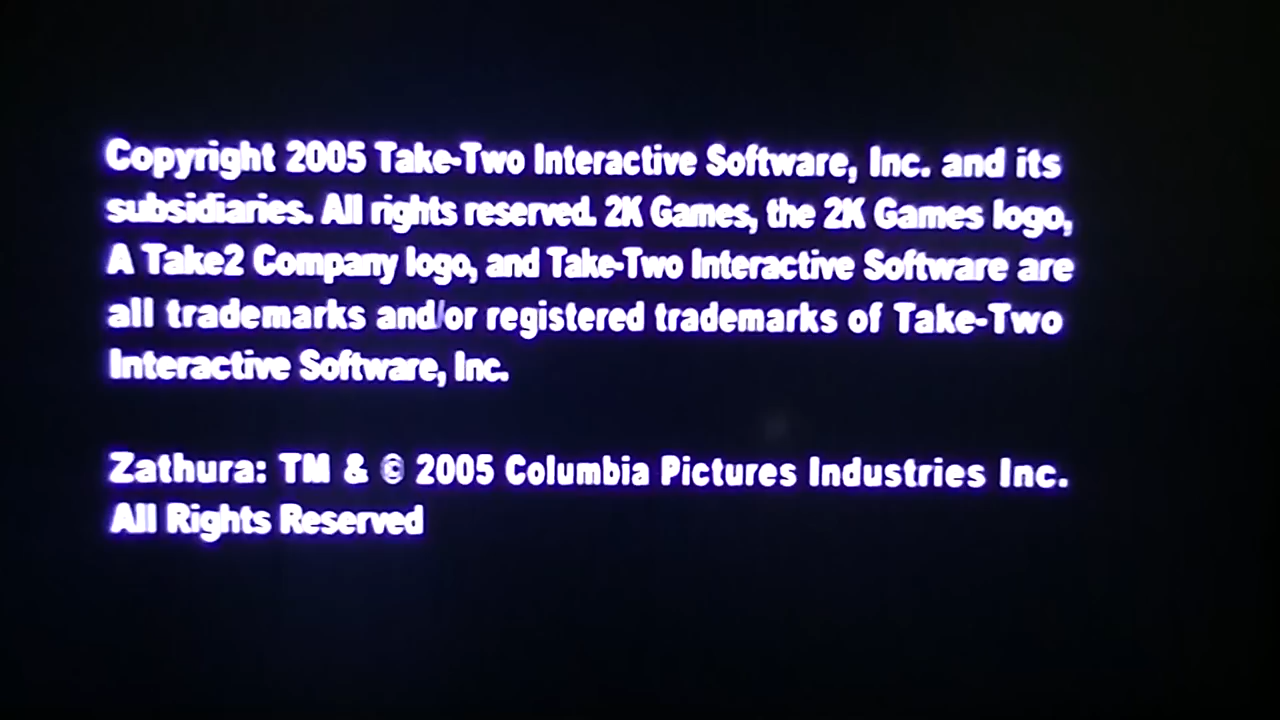 Copyright 2005 Take-Two Interactive Software, Inc. and its
subsidiaries. All rights reserved. 2K Games, the 2K Games logo,
A Take2 Company logo, and Take-Two Interactive Software are
all trademarks and/or registered trademarks of Take-Two
Interactive Software, Inc.
Zathura: TM & © 2005 Columbia Pictures Industries Inc.
All Rights Reserved